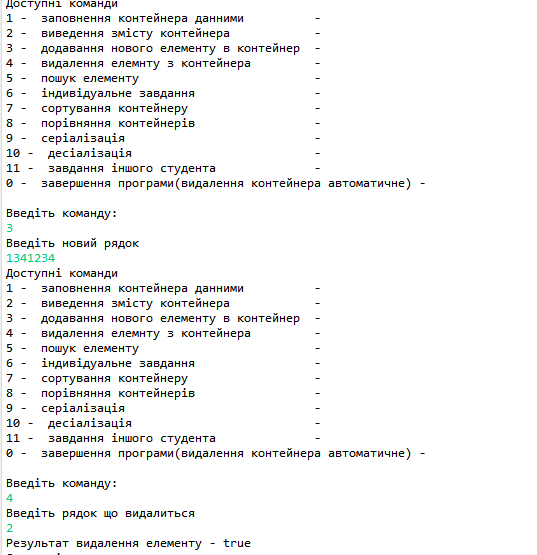 Доступні команди
1 -  заповнення контейнера данними          -
2 -  виведення змісту контейнера            -
3 -  додавання нового елементу в контейнер  -
4 -  видалення елемнту з контейнера         -
5 -  пошук елементу                         -
6 -  індивідуальне завдання                 -
7 -  сортування контейнеру                  -
8 -  порівняння контейнерів                 -
9 -  серіалізація                           -
10 -  десіалізація                          -
11 -  завдання іншого студента              -
0 -  завершення програми(видалення контейнера автоматичне) -

Введіть команду:
3
Введіть новий рядок
1341234
Доступні команди
1 -  заповнення контейнера данними          -
2 -  виведення змісту контейнера            -
3 -  додавання нового елементу в контейнер  -
4 -  видалення елемнту з контейнера         -
5 -  пошук елементу                         -
6 -  індивідуальне завдання                 -
7 -  сортування контейнеру                  -
8 -  порівняння контейнерів                 -
9 -  серіалізація                           -
10 -  десіалізація                          -
11 -  завдання іншого студента              -
0 -  завершення програми(видалення контейнера автоматичне) -

Введіть команду:
4
Введіть рядок що видалиться
2
Результат видалення елементу - true